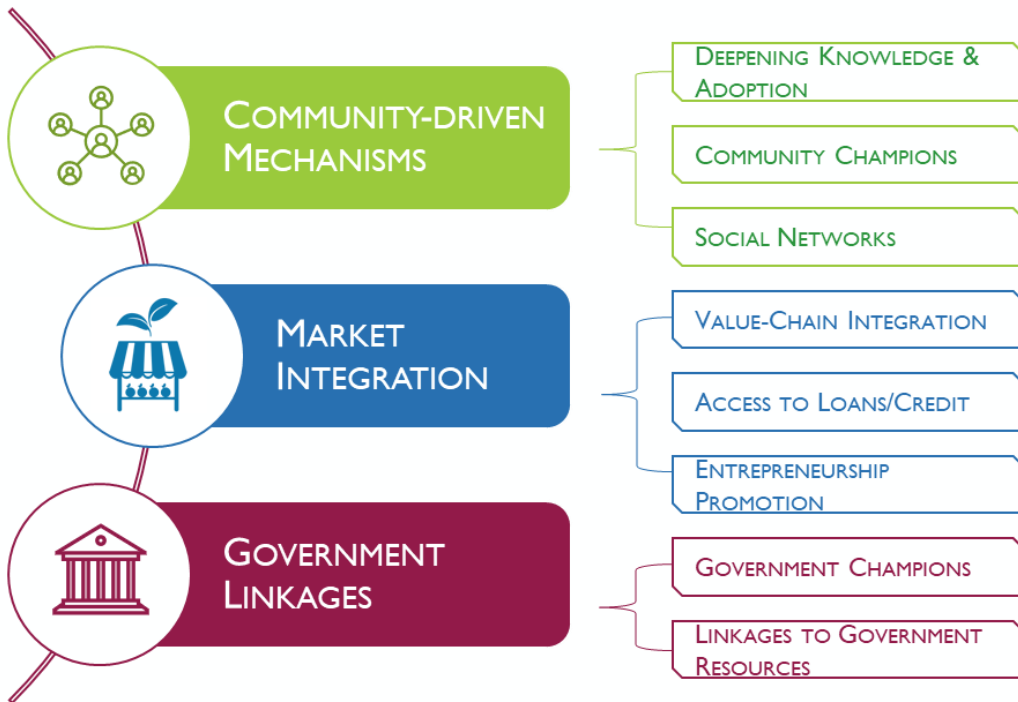 Community-driven
Mechanisms
Deepening Knowledge &
Adoption
Community Champions
Social Networks
Market
Integration
Value-Chain Integration
Access to Loans/Credit
Entrepreneurship
Promotion
Government
Linkages
Government Champions
Linkages to Government
Resources